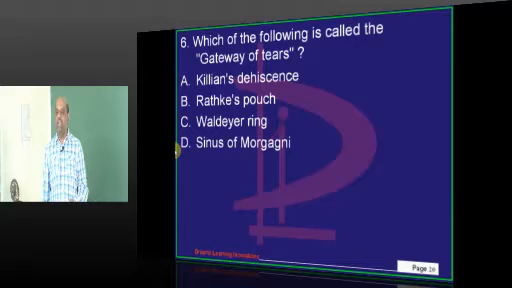 6. Which of the following is called the
"Gateway of tears" ?
A. Killian's dehiscence
B. Rathke's pouch
C. Waldeyer ring
D. Sinus of Morgagni
Page